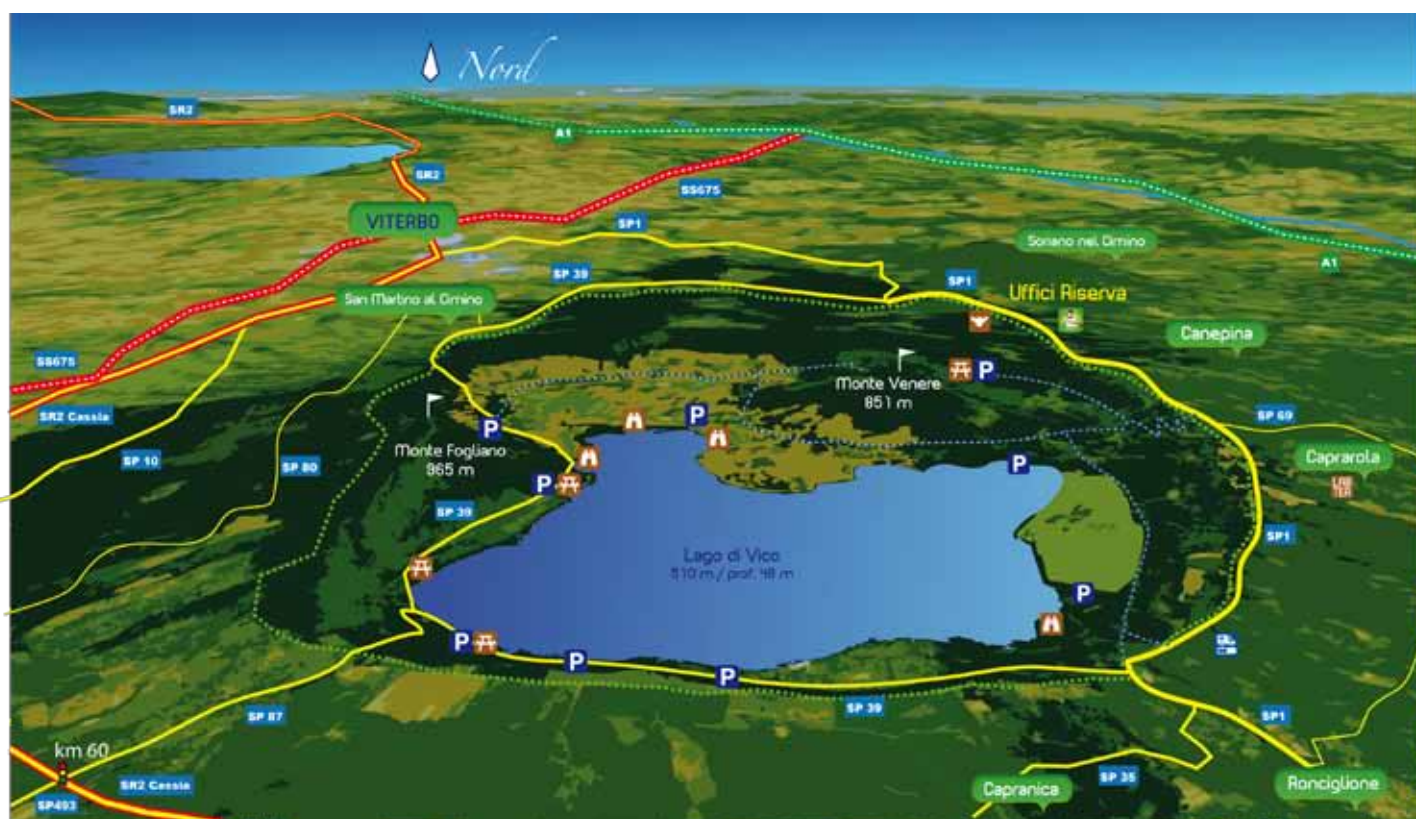 Nord
SR2
A1
SR2
SS675
VITERBO
SP1
Soriano nel Cimino
A1
SP 39
SP1
San Martino al Cimino
Uffici Riserva
Canepina
SS675
Monte Venere
851 m
SR2 Cassia
SP 69
Monte Fogliano
965 m
SP 10
SP 80
Caprarola
P
P
P
P
LAB
TER
SP 39
SP1
Lago di Vico
510 m / prof. 48 m
P
P
P
P
P
SP 39
SP 87
SP1
km 60
SR2 Cassia
SP 35
Capranica
Ronciglione
SP493